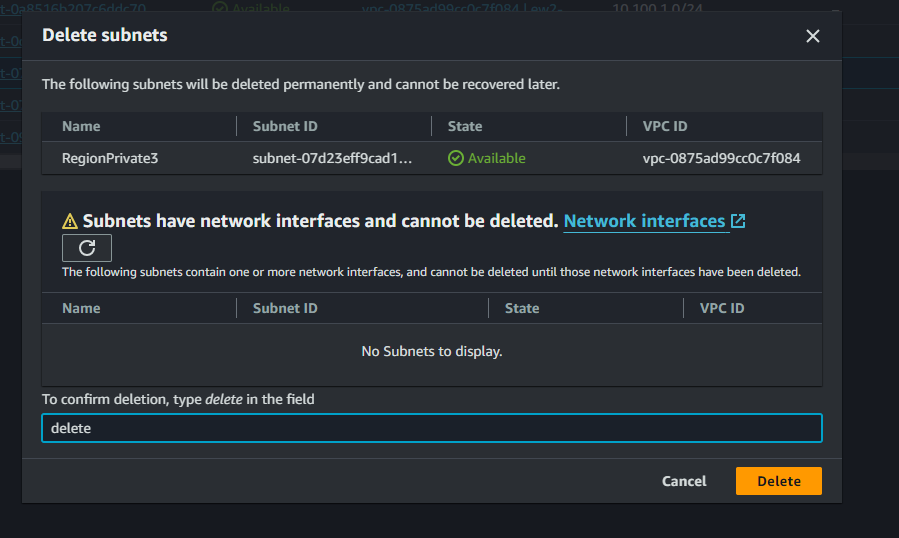 Available
10.100.1.0/24
Delete subnets
The following subnets will be deleted permanently and cannot be recovered later.
Name Subnet ID State VPC ID
RegionPrivate3 subnet-07d23eff9cad1... Available vpc-0875ad99cc0c7f084
Subnets have network interfaces and cannot be deleted. Network interfaces
The following subnets contain one or more network interfaces, and cannot be deleted until those network interfaces have been deleted.
Name Subnet ID State VPC ID
No Subnets to display.
To confirm deletion, type delete in the field
delete
Cancel Delete